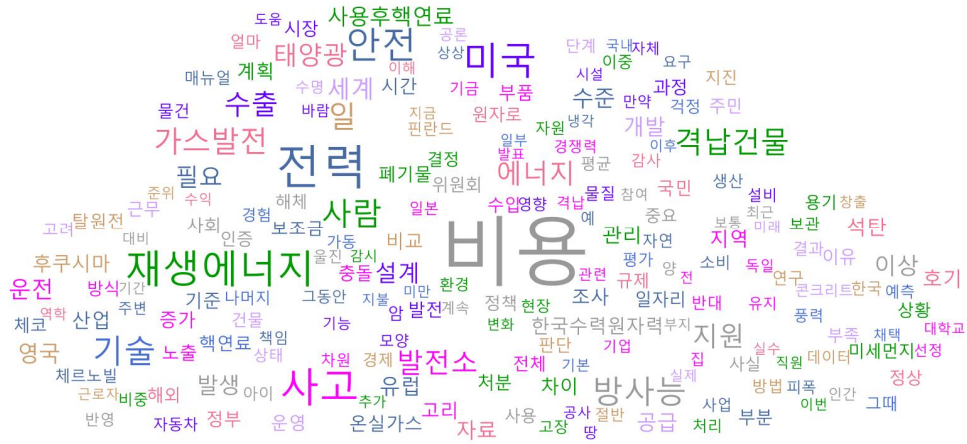 도움 시장 사용후핵연료 공론 단계 국내 자체
얼마 태양광 안전 상상 미국 이중 요구
매뉴얼 계획 수명 세계 시간 이해 기금 부품 시설 과정 지진
물건 수출 바람 일 지금 핀란드 원자로 수준 만약 걱정 주민
가스발전 전력 일부 자원 냉각 개발 격납건물
결정 발표 경쟁력 이후
필요 폐기물 위원회 에너지 평균 감사 국민 생산
준위 수익 해체 물질 참여 설비 용기 창출
고려 근무 경험 사람 일본 수입 영향 격납 중요 보통 최근
탈원전 사회 보조금 예 보관 석탄
대비 인증 가동 비교 비용 관리 자연 지역 미래
후쿠시마 재생에너지 울진 감시 평가 양 소비 독일 결과 이유 이상
운전 방식 기간 충돌 설계 환경 관련 규제 전 연구 콘크리트 한국 호기
주변 기준 나머지 그동안 지불 미만 계속 정책 현장 조사 일자리 반대 유지 예측
역학 암 발전 풍력 상황
체코 산업 증가 건물 기능 변화 한국수력원자력 부지 지원 부족 채택 대학교
핵연료 책임 모양 판단 기업
영국 기술 노출 상태 차원 경제 발전소 전체 기본 집 사실 실수 데이터 미세먼지 선정
체르노빌 직원
근로자 비중 해외 발생 아이 사고 유럽 처분 차이 방사능 실제 방법 피폭 인간 정상
추가 사업 이번
반영 자동차 정부 운영 온실가스 고리 자료 사용 고장 공사 땅 절반 공급 처리 부분 그때